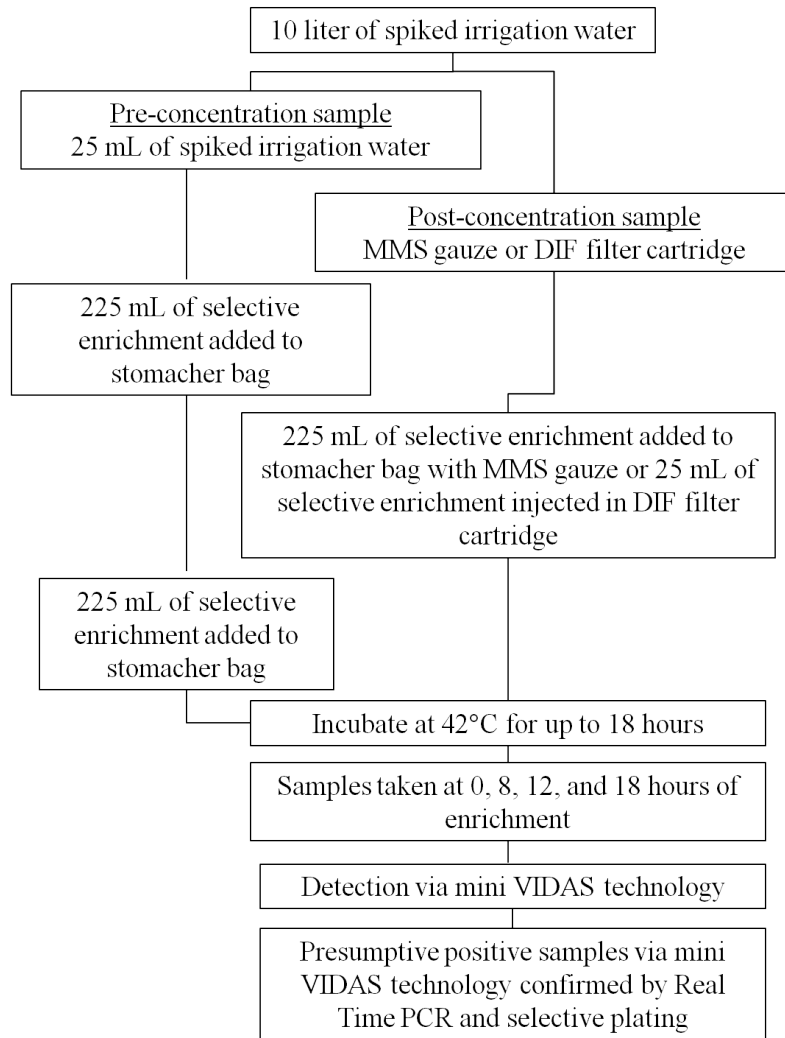 10 liter of spiked irrigation water
Pre-concentration sample
25 mL of spiked irrigation water
Post-concentration sample
MMS gauze or DIF filter cartridge
225 mL of selective
enrichment added to
stomacher bag
225 mL of selective enrichment added to
stomacher bag with MMS gauze or 25 mL of
selective enrichment injected in DIF filter
cartridge
225 mL of selective
enrichment added to
stomacher bag
Incubate at 42°C for up to 18 hours
Samples taken at 0, 8, 12, and 18 hours of
enrichment
Detection via mini VIDAS technology
Presumptive positive samples via mini
VIDAS technology confirmed by Real
Time PCR and selective plating